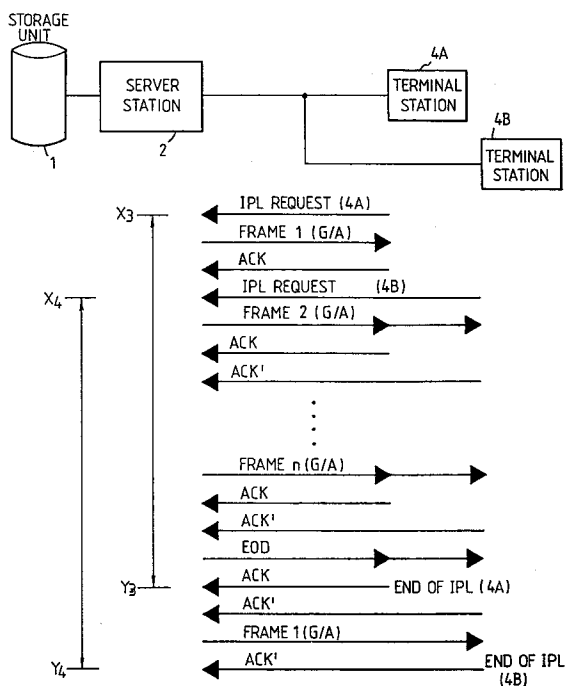 STORAGE
UNIT
1
SERVER
STATION
2
4A
TERMINAL
STATION
4B
TERMINAL
STATION
X3
IPL REQUEST (4A)
FRAME 1 (G/A)
ACK
X4
IPL REQUEST (4B)
FRAME 2 (G/A)
ACK
ACK'
FRAME n (G/A)
ACK
ACK'
EOD
Y3
ACK
END OF IPL (4A)
ACK'
FRAME 1 (G/A)
Y4
ACK'
END OF IPL
(4B)